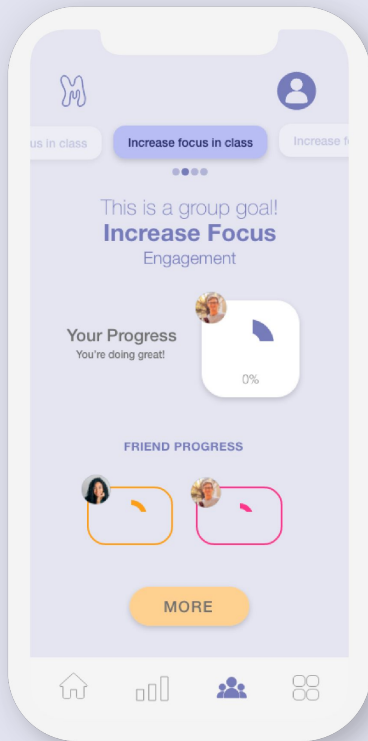 us in class
Increase focus in class
Increase f
This is a group goal!
Increase Focus
Engagement
Your Progress
You're doing great!
0%
FRIEND PROGRESS
MORE